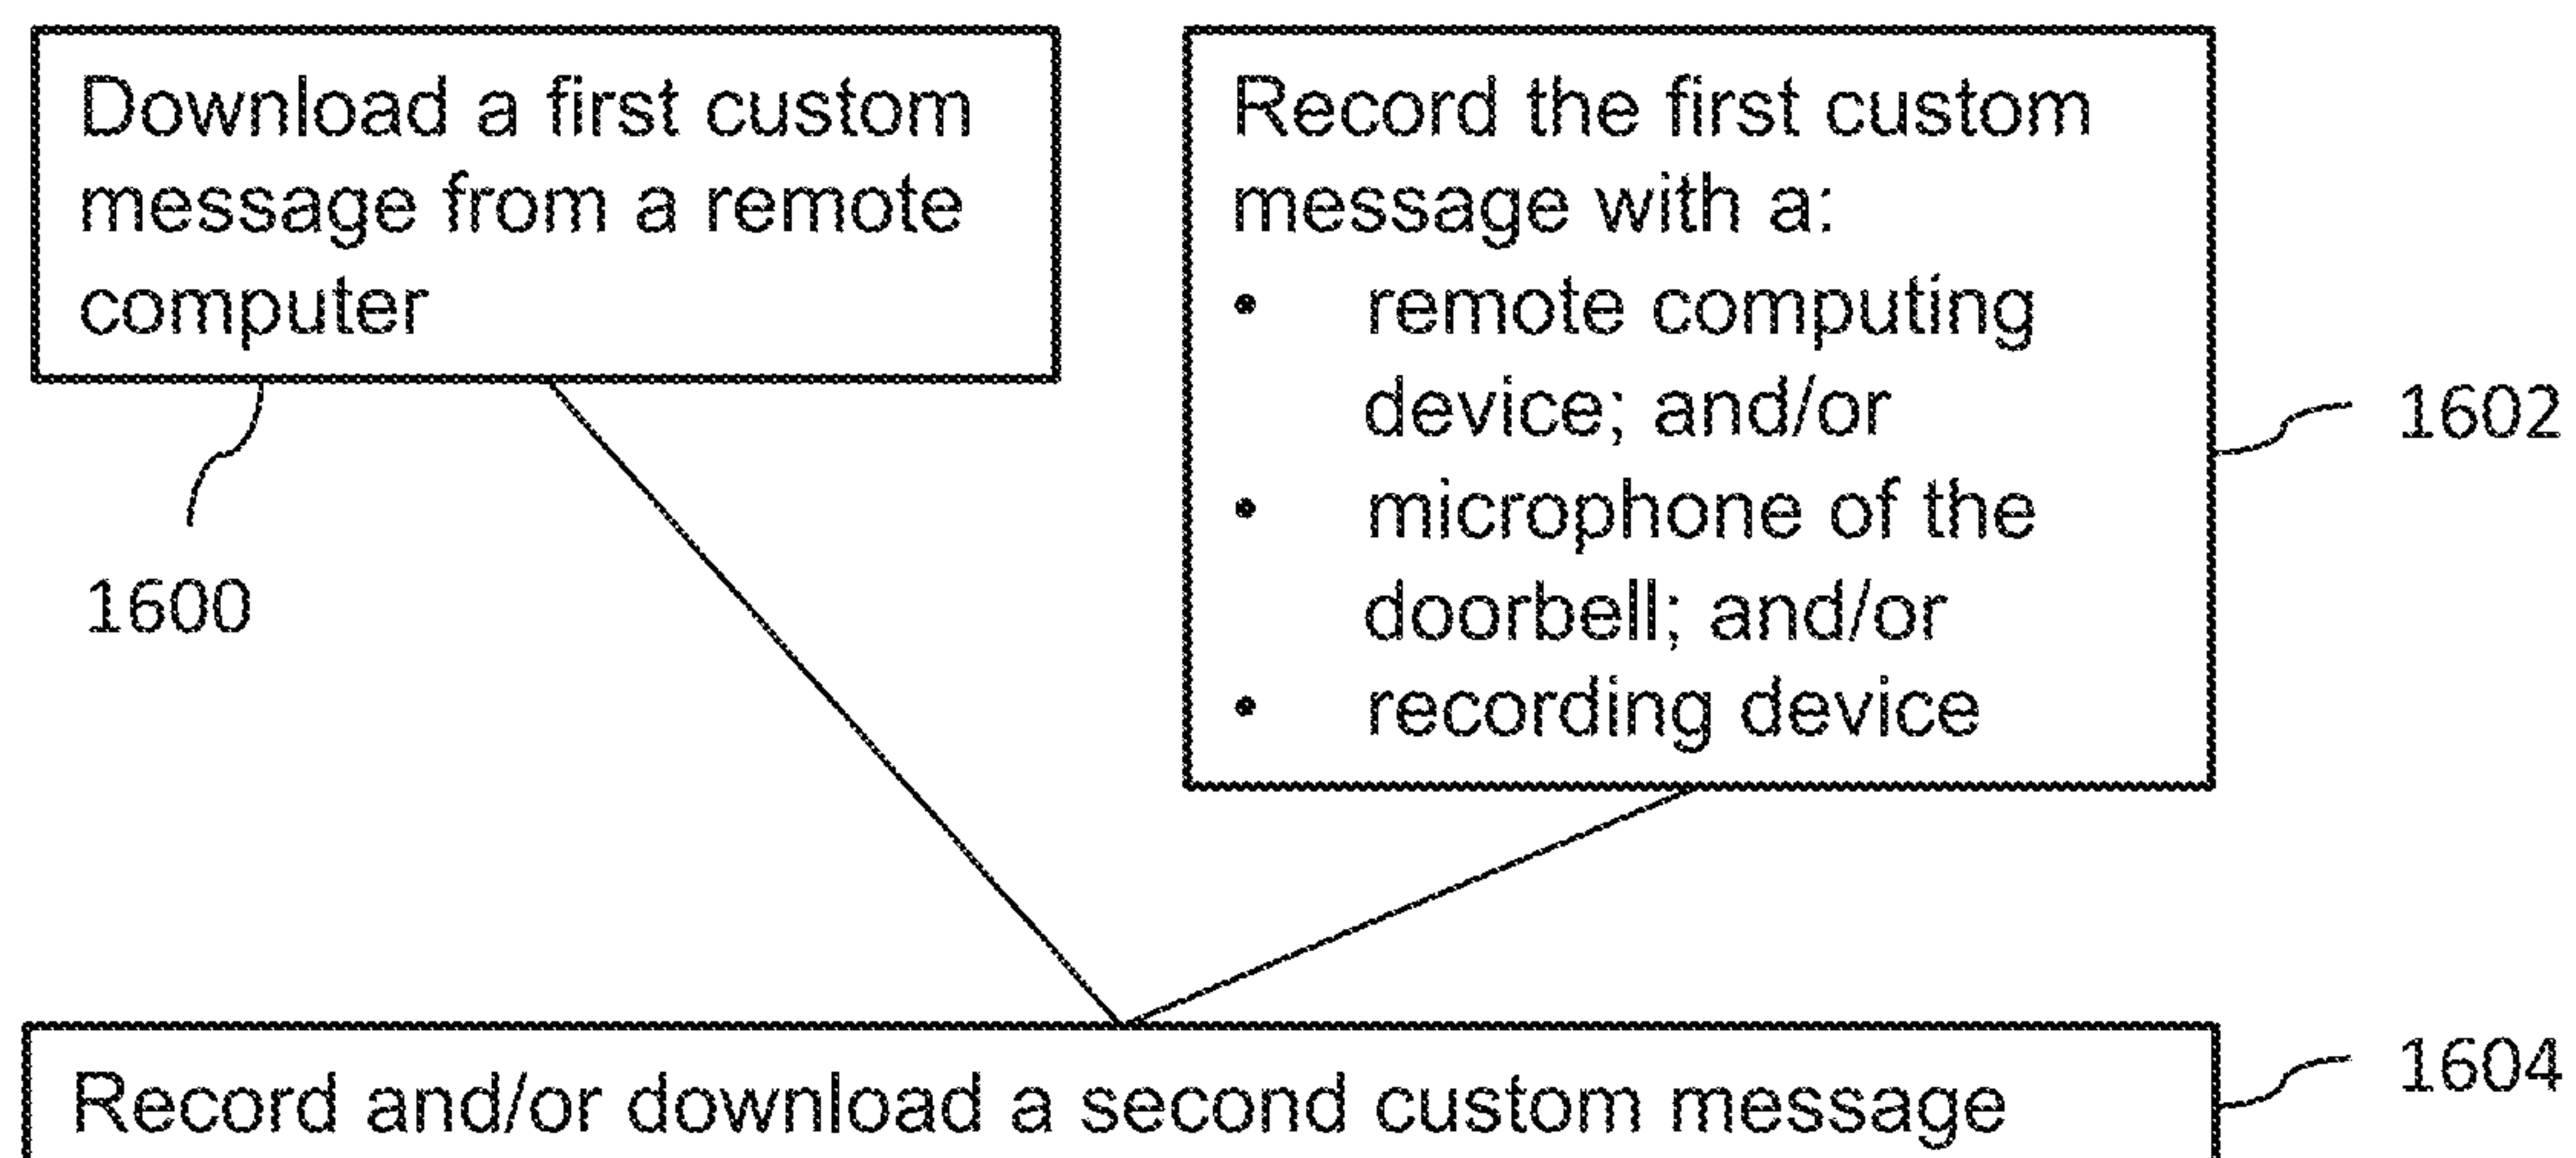 Download a first custom
message from a remote
computer
1600
Record the first custom
message with a:
• remote computing
device; and/or
• microphone of the
doorbell; and/or
• recording device
1602
Record and/or download a second custom message
1604